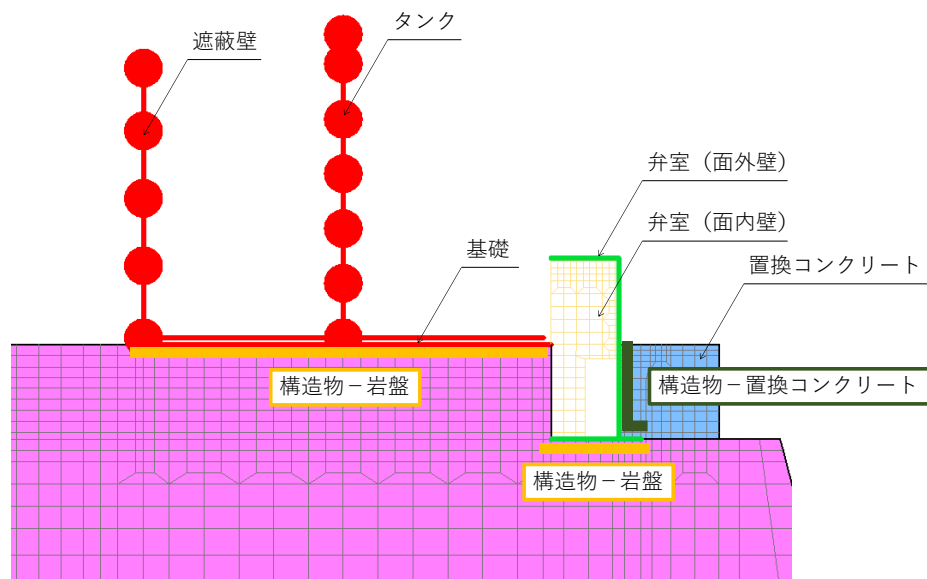 タンク
遮蔽壁
弁室（面外壁）
弁室（面内壁）
基礎
置換コンクリート
構造物－岩盤
構造物－置換コンクリート
構造物－岩盤